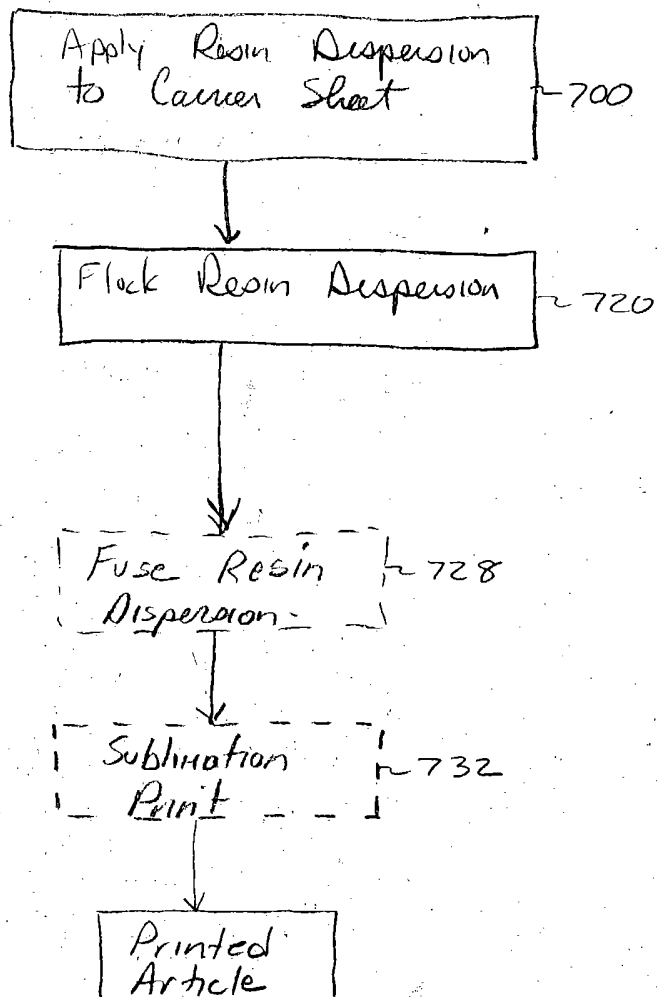 Apply Resin Dispersion
to Carrier Sheet
700
Flock Resin Dispersion
720
Fuse Resin
Dispersion
728
Sublimation
Print
732
Printed
Article